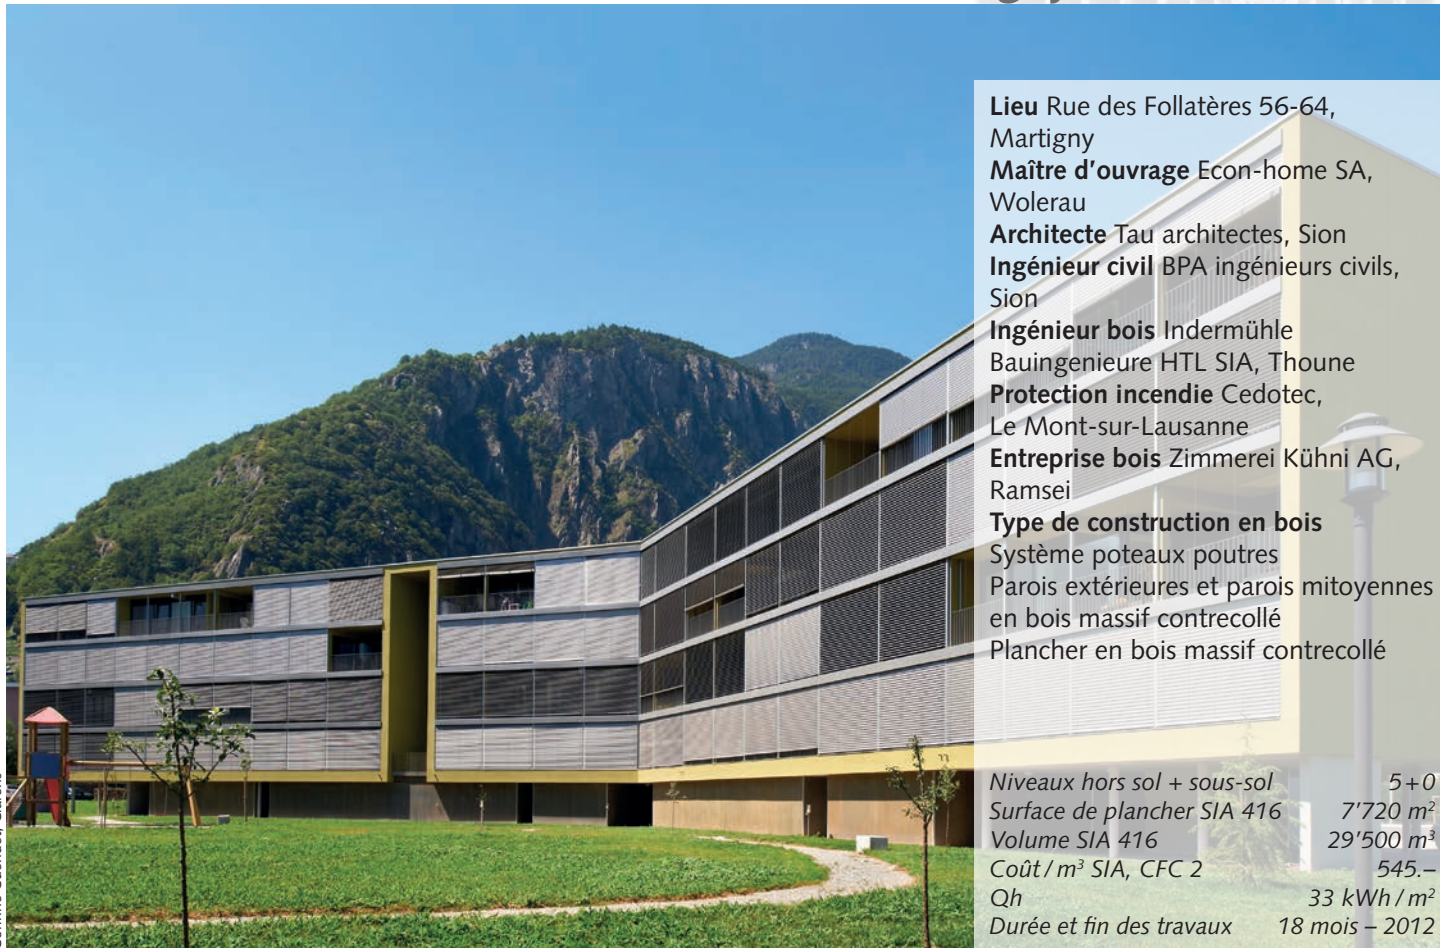 Lieu Rue des Follatères 56-64,
Martigny
Maître d'ouvrage Econ-home SA,
Wolerau
Architecte Tau architectes, Sion
Ingénieur civil BPA ingénieurs civils,
Sion
Ingénieur bois Indermühle
Bauingenieure HTL SIA, Thoune
Protection incendie Cedotec,
Le Mont-sur-Lausanne
Entreprise bois Zimmerei Kühni AG,
Ramsei
Type de construction en bois
Système poteaux poutres
Parois extérieures et parois mitoyennes
en bois massif contrecollé
Plancher en bois massif contrecollé
Niveaux hors sol + sous-sol 5+0
Surface de plancher SIA 416 7'720 m²
Volume SIA 416 29'500 m³
Coût / m³ SIA, CFC 2 545.–
Qh 33 kWh / m²
Durée et fin des travaux 18 mois – 2012